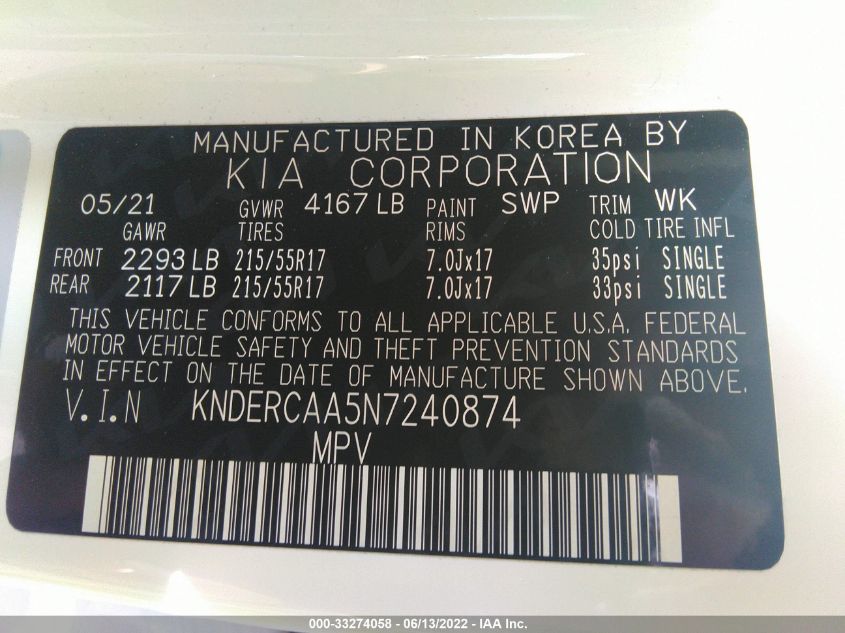 MANUFACTURED IN KOREA BY
KIA CORPORATION
05/21 GVWR 4167 LB PAINT SWP TRIM WK
GAWR TIRES RIMS COLD TIRE INFL
FRONT 2293 LB 215/55R17 7.0Jx17 35psi SINGLE
REAR 2117 LB 215/55R17 7.0Jx17 33psi SINGLE
THIS VEHICLE CONFORMS TO ALL APPLICABLE U.S.A. FEDERAL
MOTOR VEHICLE SAFETY AND THEFT PREVENTION STANDARDS
IN EFFECT ON THE DATE OF MANUFACTURE SHOWN ABOVE.
V.I.N KNDERCAA5N7240874
MPV
000-33274058 - 06/13/2022 - IAA Inc.